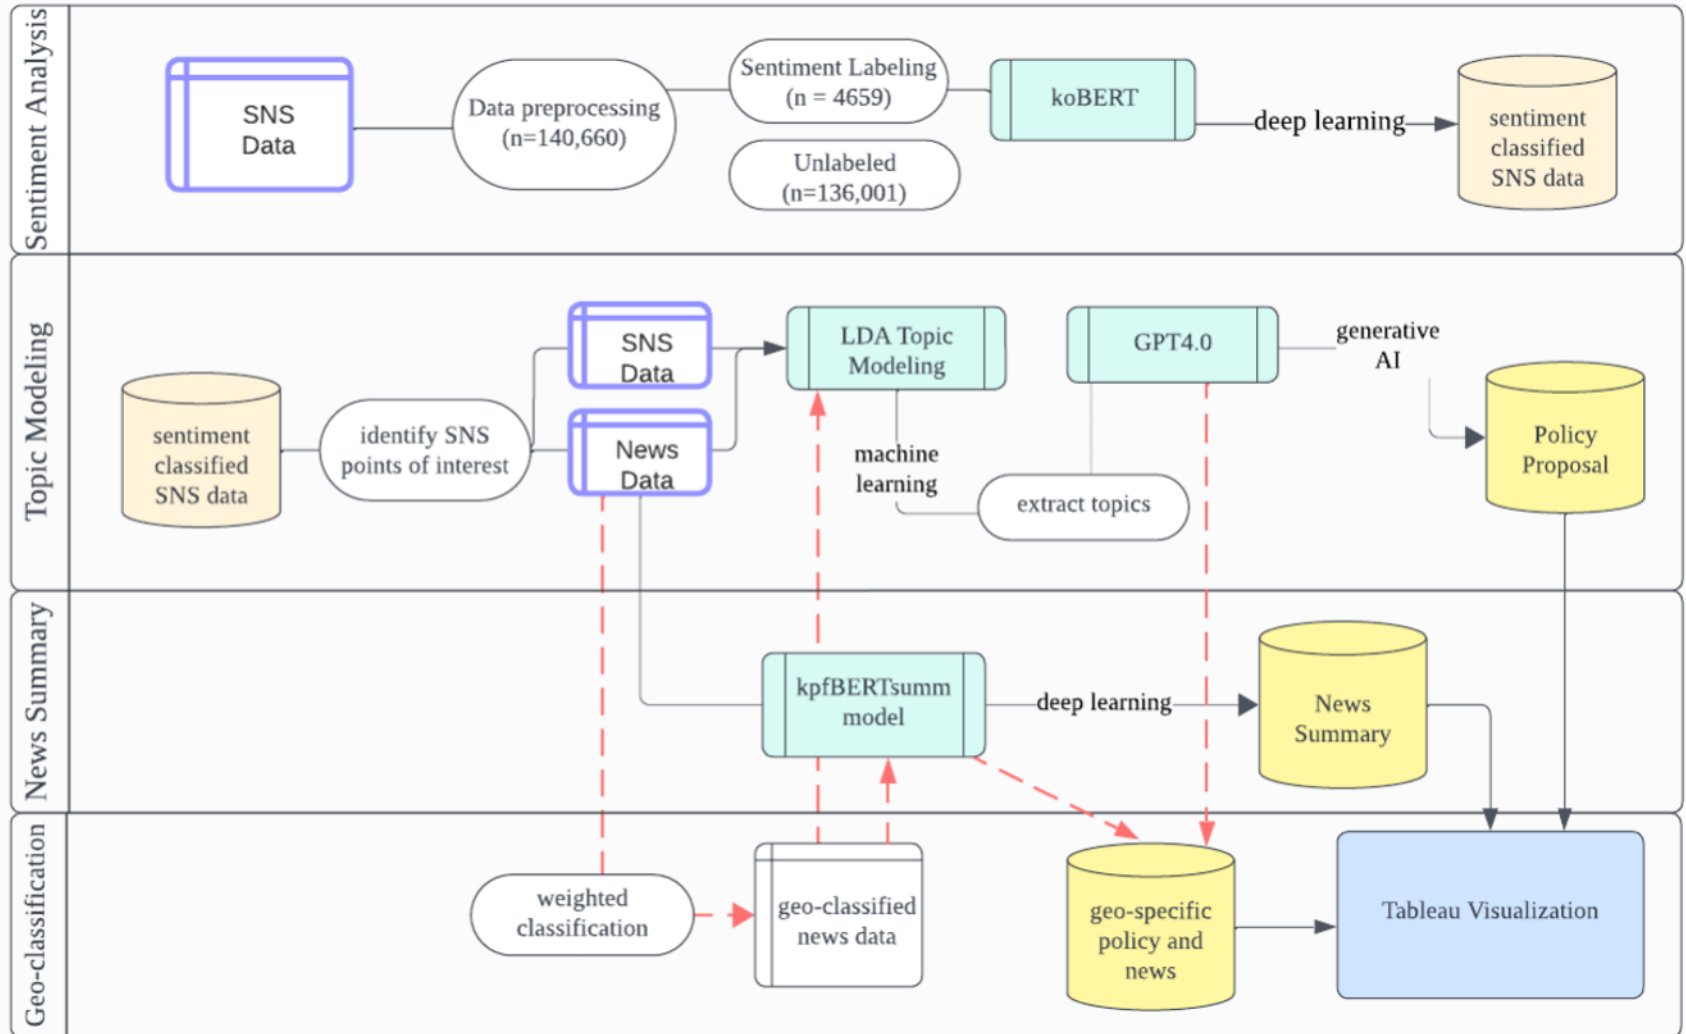 Sentiment Analysis
SNS
Data
Data preprocessing
(n=140,660)
Sentiment Labeling
(n = 4659)
Unlabeled
(n=136,001)
koBERT
deep learning
sentiment
classified
SNS data
Topic Modeling
sentiment
classified
SNS data
identify SNS
points of interest
SNS
Data
News
Data
LDA Topic
Modeling
machine
learning
extract topics
GPT4.0
generative
AI
Policy
Proposal
News Summary
kpfBERTsumm
model
deep learning
News
Summary
Geo-classification
weighted
classification
geo-classified
news data
geo-specific
policy and
news
Tableau Visualization